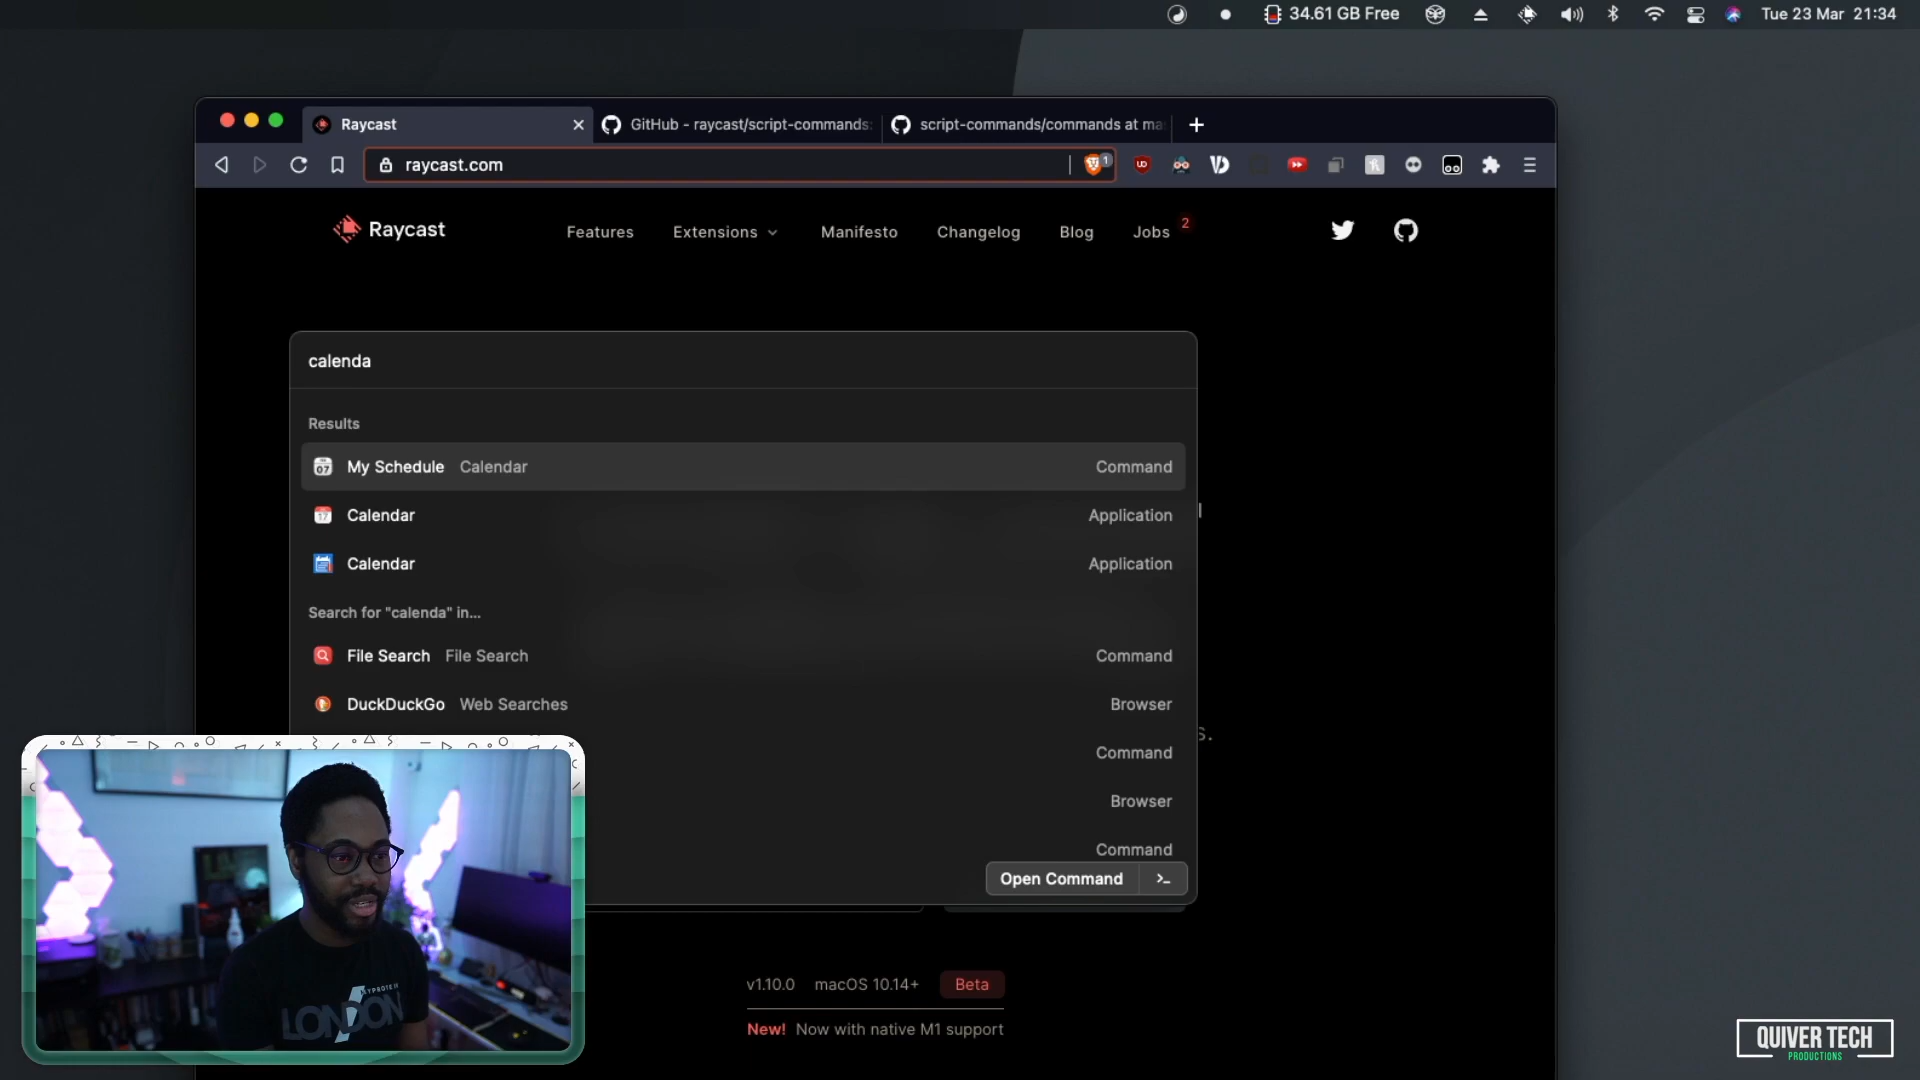 34.61 GB Free Tue 23 Mar 21:34
Raycast GitHub - raycast/script-commands: script-commands/commands at ma
raycast.com 1
Raycast Features Extensions Manifesto Changelog Blog Jobs 2
calenda
Results
My Schedule Calendar Command
Calendar Application
Calendar Application
Search for "calenda" in...
File Search File Search Command
DuckDuckGo Web Searches Browser
s.
Command
Browser
Command
Open Command
LONDON
v1.10.0 macOS 10.14+ Beta
New! Now with native M1 support
QUIVER TECH
PRODUCTIONS